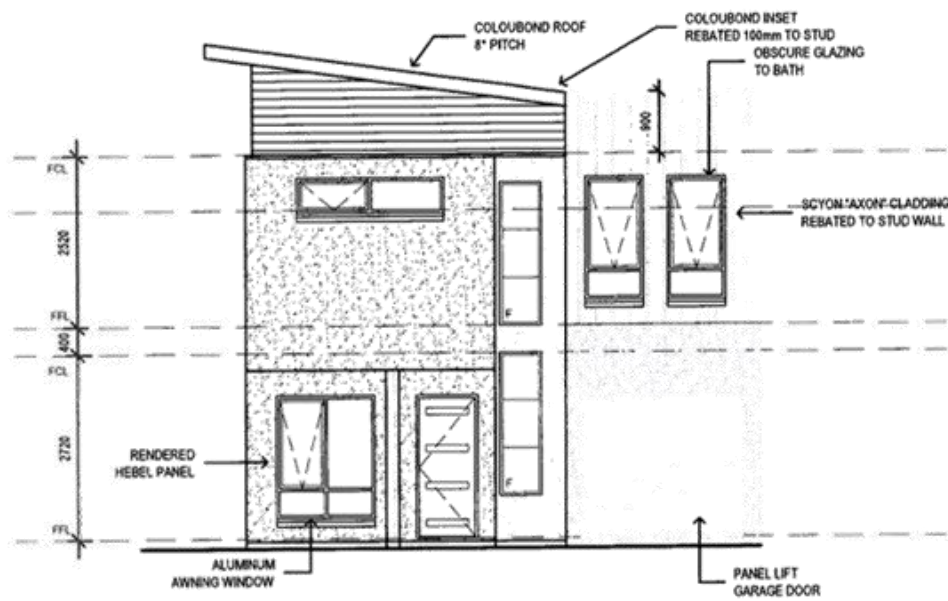 COLOUBOND ROOF
8° PITCH
COLOUBOND INSET
REBATED 100mm TO STUD
OBSCURE GLAZING
TO BATH
900
FCL
2520
SCYON "AXON" CLADDING
REBATED TO STUD WALL
F
FFL
400
FCL
2720
RENDERED
HEBEL PANEL
F
FFL
ALUMINUM
AWNING WINDOW
PANEL LIFT
GARAGE DOOR